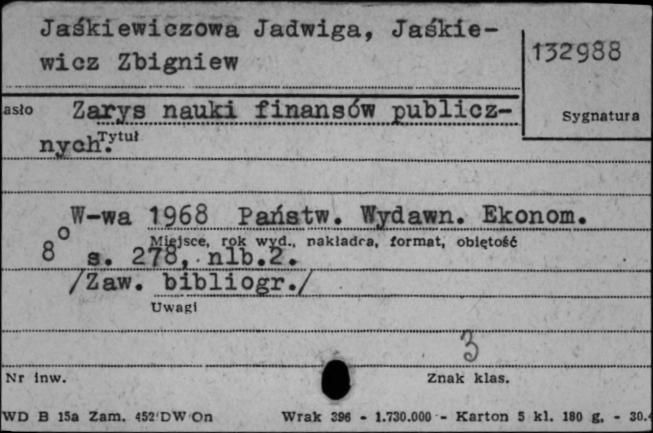 Jaśkiewiczowa Jadwiga, Jaśkie-
wicz Zbigniew
132988
asło
Zarys nauki finansów publicz-
Sygnatura
nych.
Tytuł
W-wa 1968 Państw. Wydawn. Ekonom.
Miejsce, rok wyd., nakładca, format, objętość
8° s. 278, nlb.2.
/Zaw. bibliogr./
Uwagi
3
Nr inw.
Znak klas.
WD B 15a Zam. 452 DW On Wrak 396 - 1.730.000 - Karton 5 kl. 180 g. - 30.